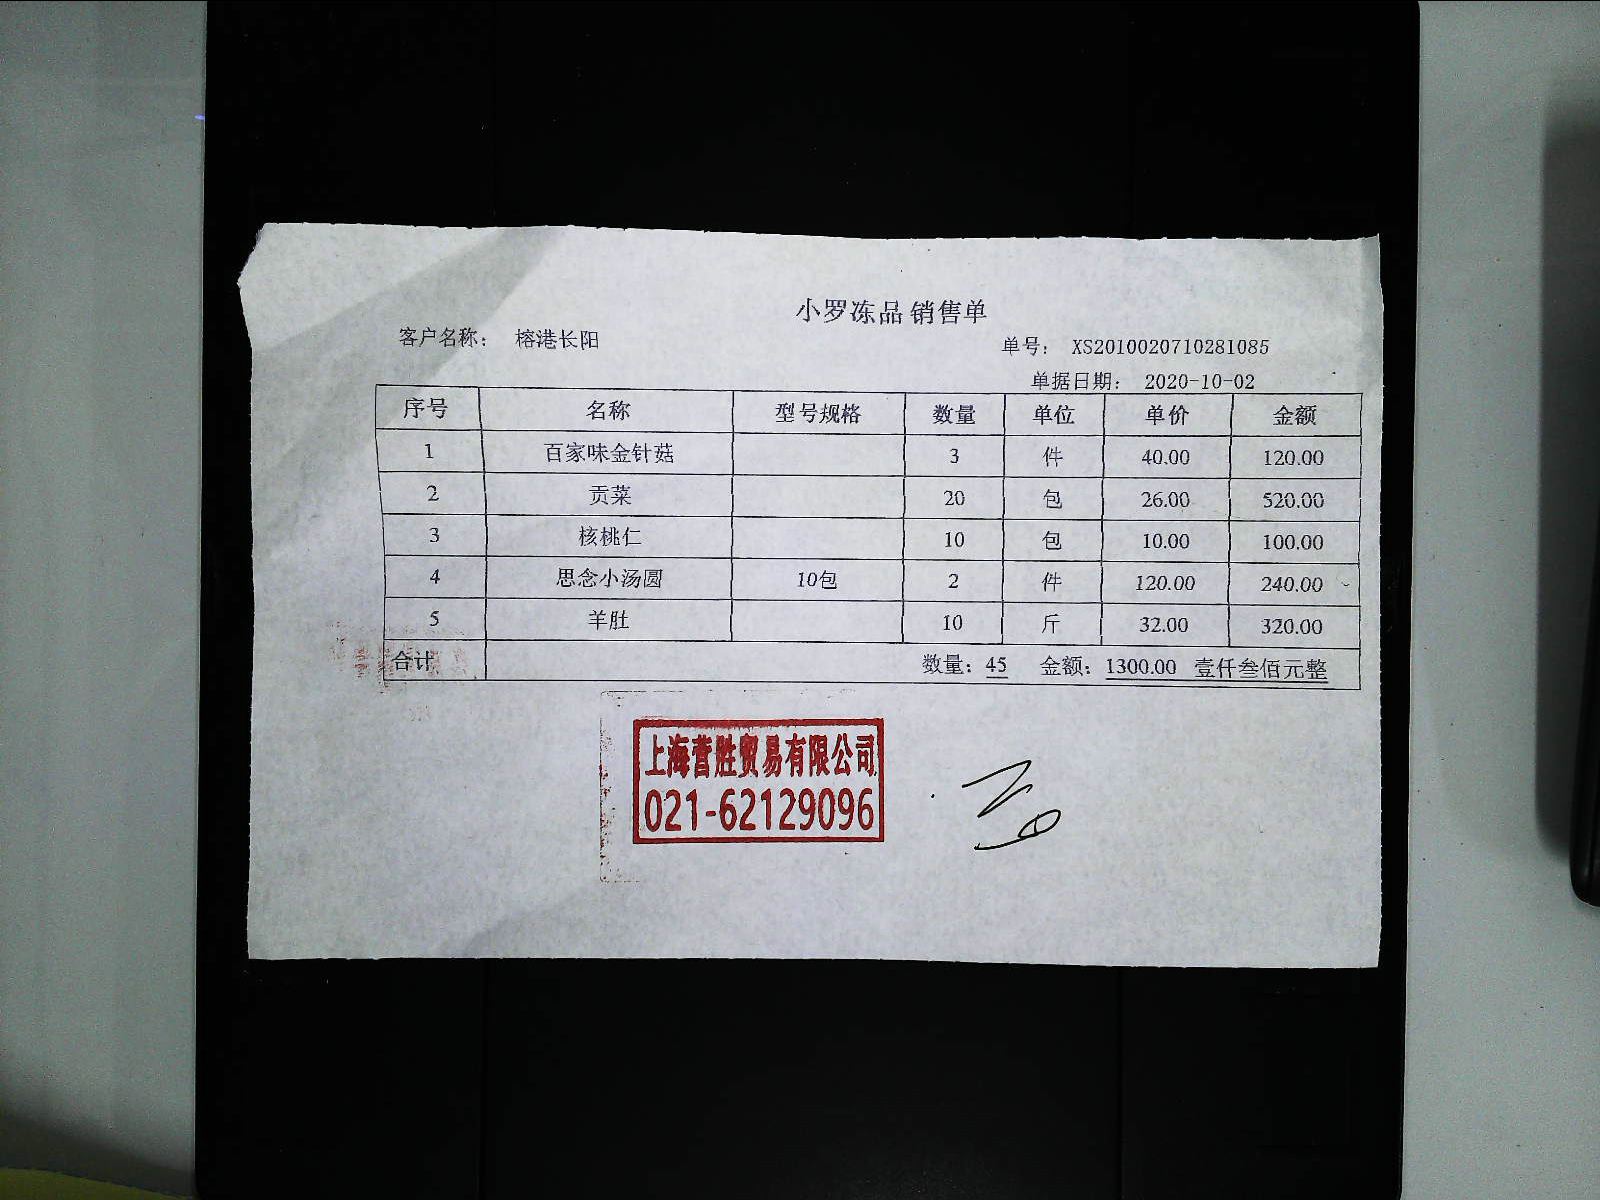 小罗冻品 销售单
客户名称： 榕港长阳
单号： XS2010020710281085
单据日期： 2020-10-02
序号 名称 型号规格 数量 单位 单价 金额
1 百家味金针菇 3 件 40.00 120.00
2 贡菜 20 包 26.00 520.00
3 核桃仁 10 包 10.00 100.00
4 思念小汤圆 10包 2 件 120.00 240.00
5 羊肚 10 斤 32.00 320.00
合计 数量：45 金额：1300.00 壹仟叁佰元整
上海营胜贸易有限公司
021-62129096